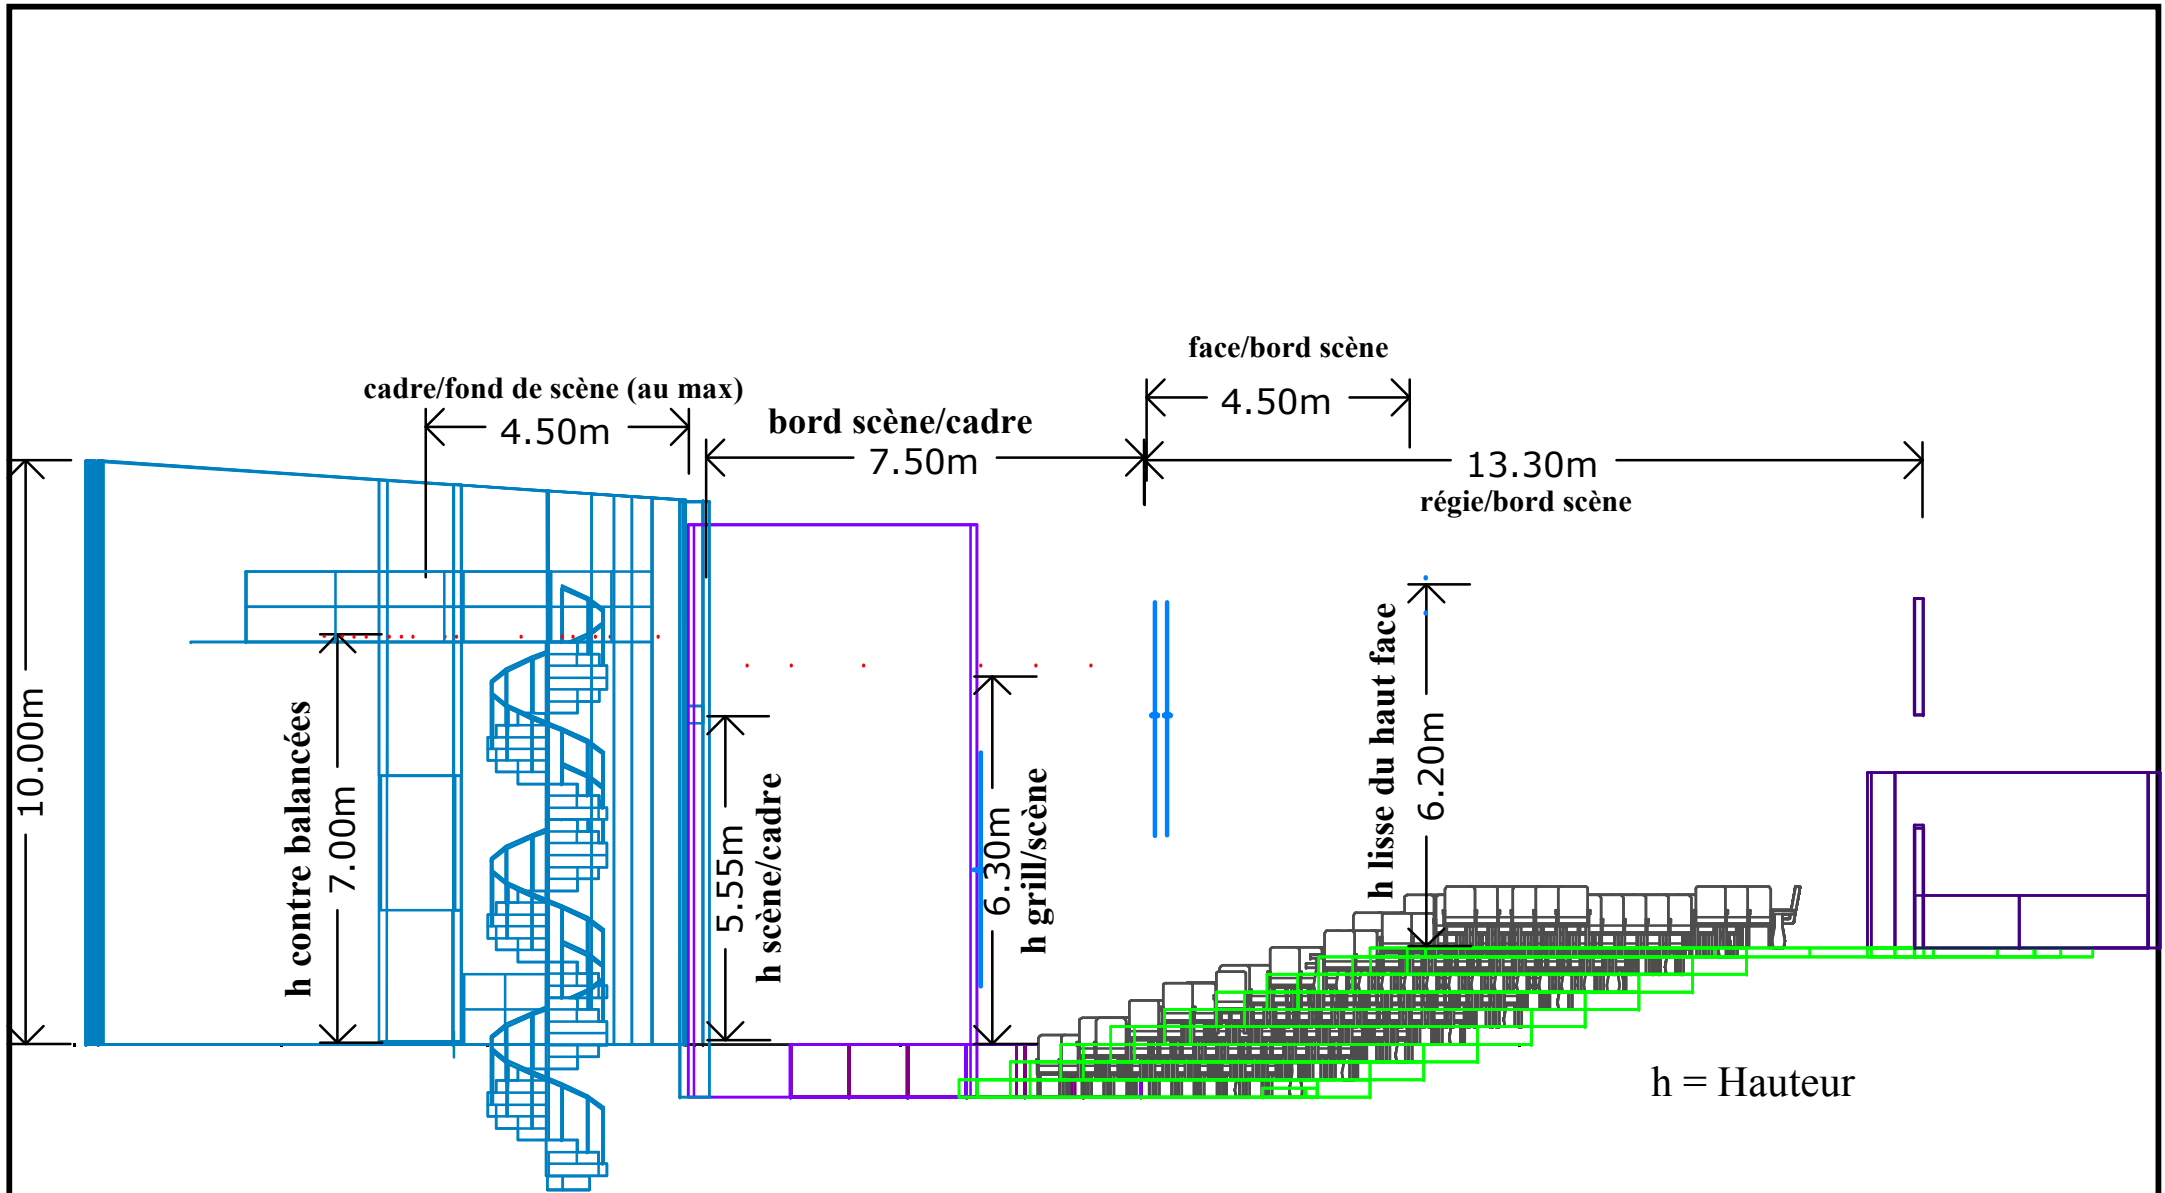 face/bord scène
4.50m
cadre/fond de scène (au max)
4.50m
bord scène/cadre
7.50m
13.30m
régie/bord scène
10.00m
h contre balancées
7.00m
5.55m
h scène/cadre
6.30m
h grill/scène
h lisse du haut face
6.20m
h = Hauteur